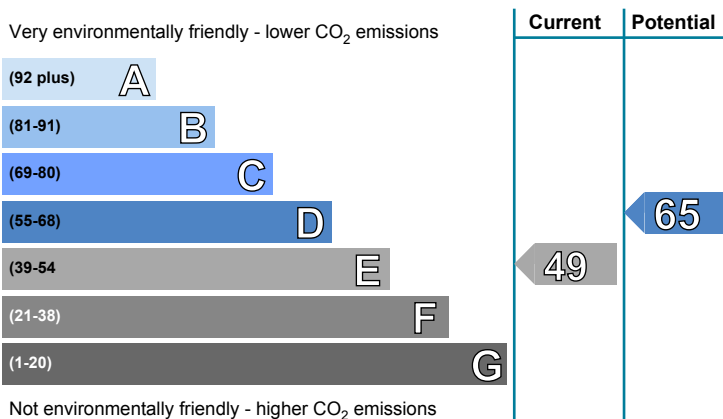 Current Potential
Very environmentally friendly - lower CO2 emissions
(92 plus) A
(81-91) B
(69-80) C
(55-68) D
65
(39-54 E
49
(21-38) F
(1-20) G
Not environmentally friendly - higher CO2 emissions